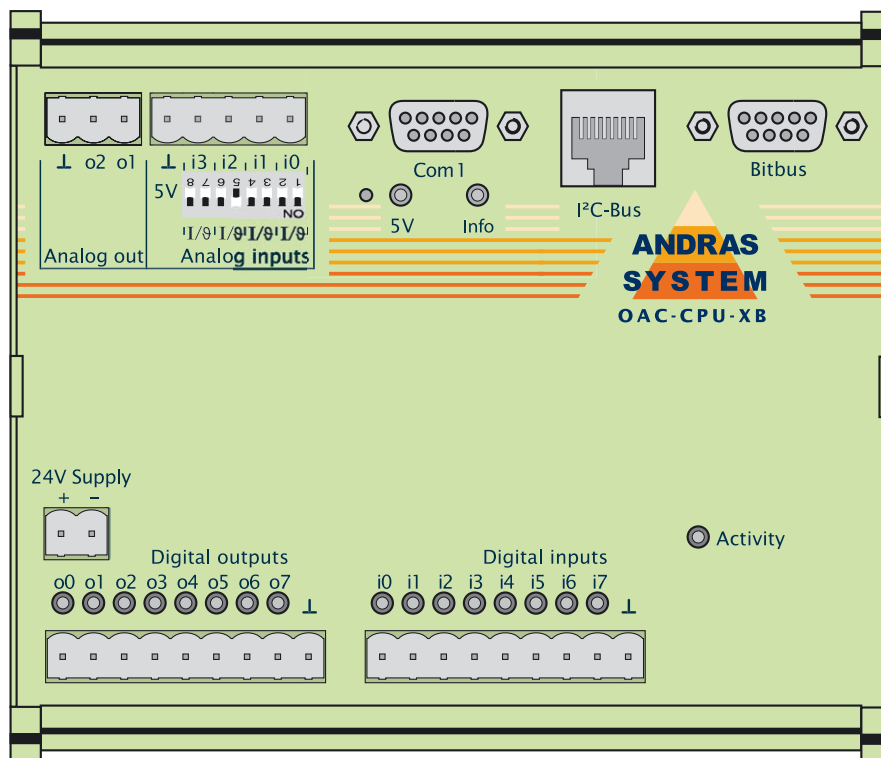 ⊥ o2 o1
⊥ i3 i2 i1 i0
5V
8 7 6 5 4 3 2 1
ON
ϑ/I ϑ/I ϑ/I ϑ/I
Analog out
Analog inputs
Com1
5V
Info
I²C-Bus
Bitbus
ANDRAS
SYSTEM
OAC-CPU-XB
24V Supply
+ −
Activity
Digital outputs
o0 o1 o2 o3 o4 o5 o6 o7 ⊥
Digital inputs
i0 i1 i2 i3 i4 i5 i6 i7 ⊥